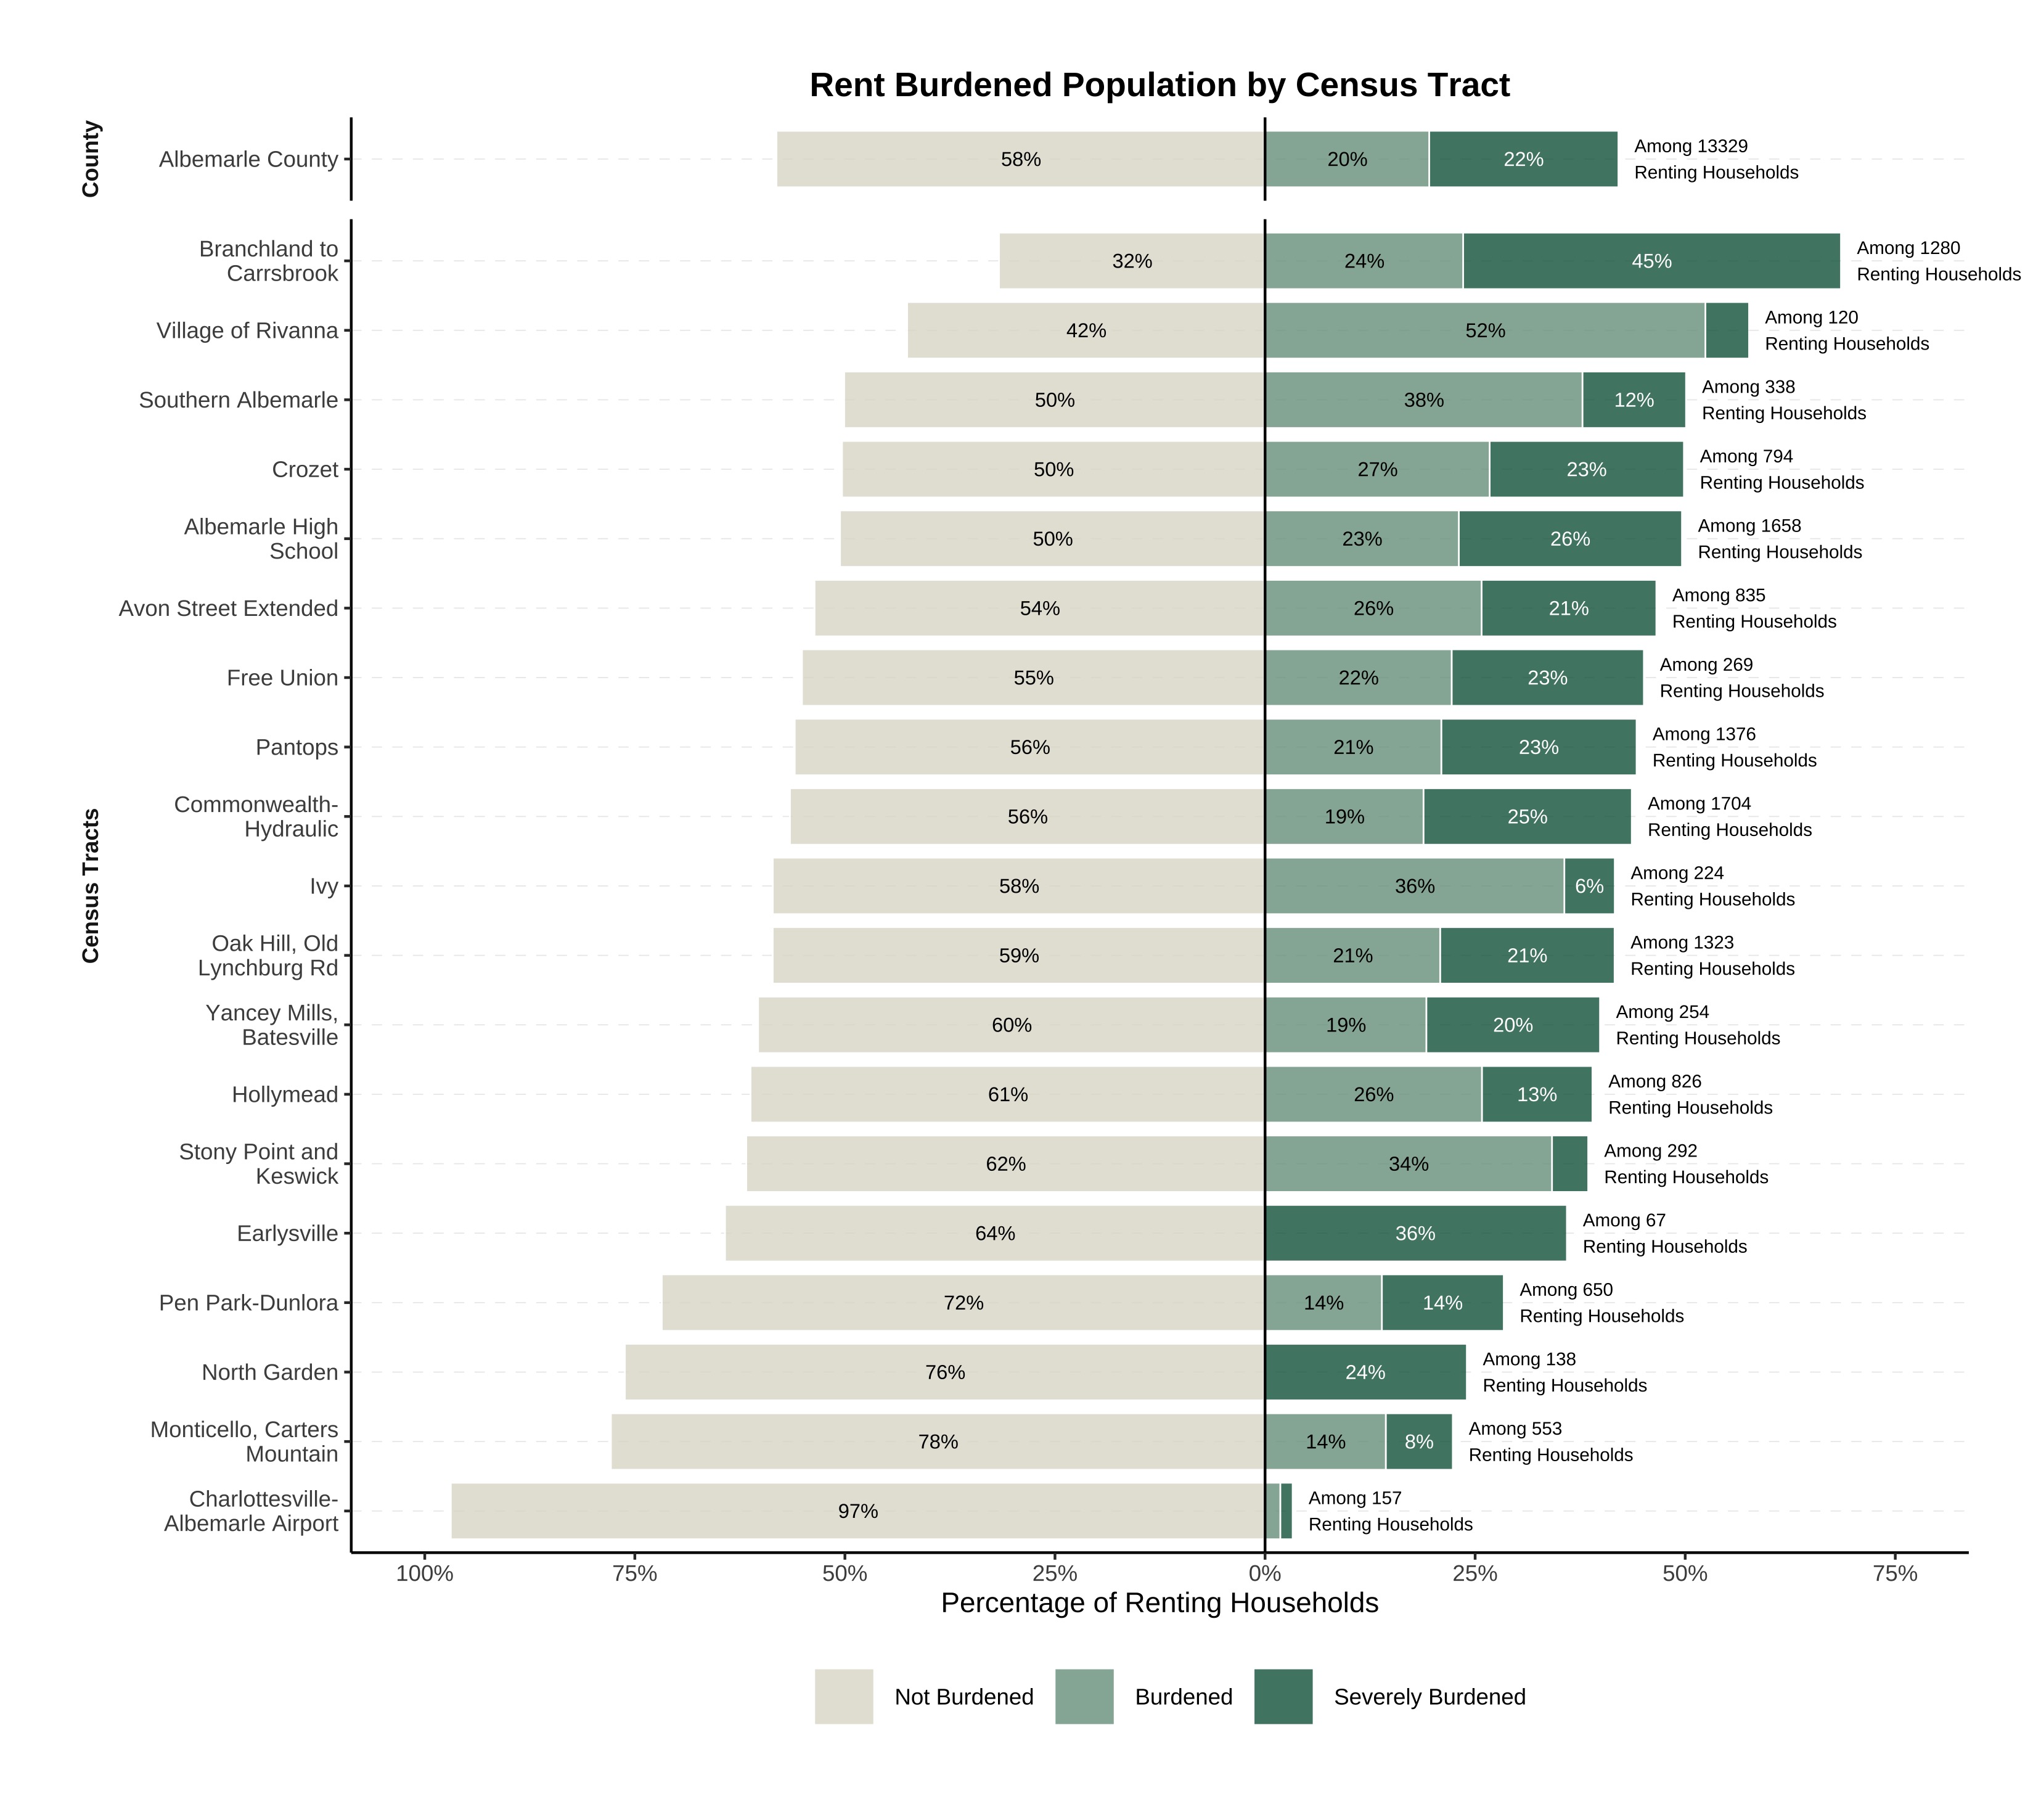 Rent Burdened Population by Census Tract
County
Albemarle County
58%
20%
22%
Among 13329
Renting Households
Census Tracts
Branchland to
Carrsbrook
32%
24%
45%
Among 1280
Renting Households
Village of Rivanna
42%
52%
Among 120
Renting Households
Southern Albemarle
50%
38%
12%
Among 338
Renting Households
Crozet
50%
27%
23%
Among 794
Renting Households
Albemarle High
School
50%
23%
26%
Among 1658
Renting Households
Avon Street Extended
54%
26%
21%
Among 835
Renting Households
Free Union
55%
22%
23%
Among 269
Renting Households
Pantops
56%
21%
23%
Among 1376
Renting Households
Commonwealth-
Hydraulic
56%
19%
25%
Among 1704
Renting Households
Ivy
58%
36%
6%
Among 224
Renting Households
Oak Hill, Old
Lynchburg Rd
59%
21%
21%
Among 1323
Renting Households
Yancey Mills,
Batesville
60%
19%
20%
Among 254
Renting Households
Hollymead
61%
26%
13%
Among 826
Renting Households
Stony Point and
Keswick
62%
34%
Among 292
Renting Households
Earlysville
64%
36%
Among 67
Renting Households
Pen Park-Dunlora
72%
14%
14%
Among 650
Renting Households
North Garden
76%
24%
Among 138
Renting Households
Monticello, Carters
Mountain
78%
14%
8%
Among 553
Renting Households
Charlottesville-
Albemarle Airport
97%
Among 157
Renting Households
100% 75% 50% 25% 0% 25% 50% 75%
Percentage of Renting Households
Not Burdened Burdened Severely Burdened